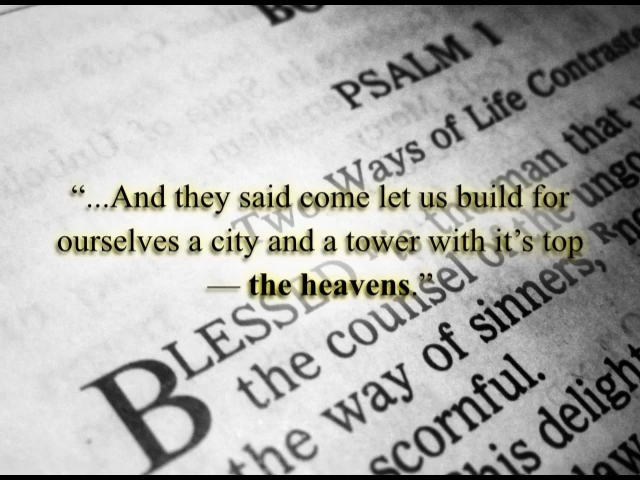 PSALM 1
Two Ways of Life Contraste
“...And they said come let us build for
ourselves a city and a tower with it’s top
— the heavens.”
BLESSED is the man that
the counsel of the ungo
the way of sinners,
scornful.
his delight